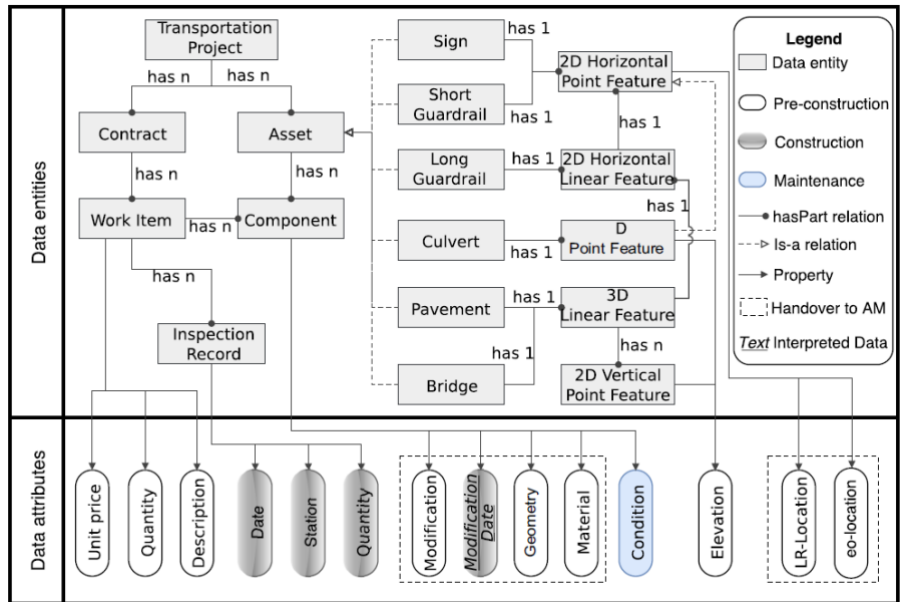 Transportation
Project
has n
has n
Contract
Asset
has n
has n
Work Item
has n
Component
has n
Inspection
Record
Sign
has 1
Short
Guardrail
has 1
Long
Guardrail
has 1
Culvert
has 1
Pavement
has 1
has 1
Bridge
2D Horizontal
Point Feature
has 1
2D Horizontal
Linear Feature
has 1
D
Point Feature
3D
Linear Feature
has n
2D Vertical
Point Feature
Legend
Data entity
Pre-construction
Construction
Maintenance
hasPart relation
Is-a relation
Property
Handover to AM
Text Interpreted Data
Data entities
Data attributes
Unit price
Quantity
Description
Date
Station
Quantity
Modification
Modification
Date
Geometry
Material
Condition
Elevation
LR-Location
eo-location